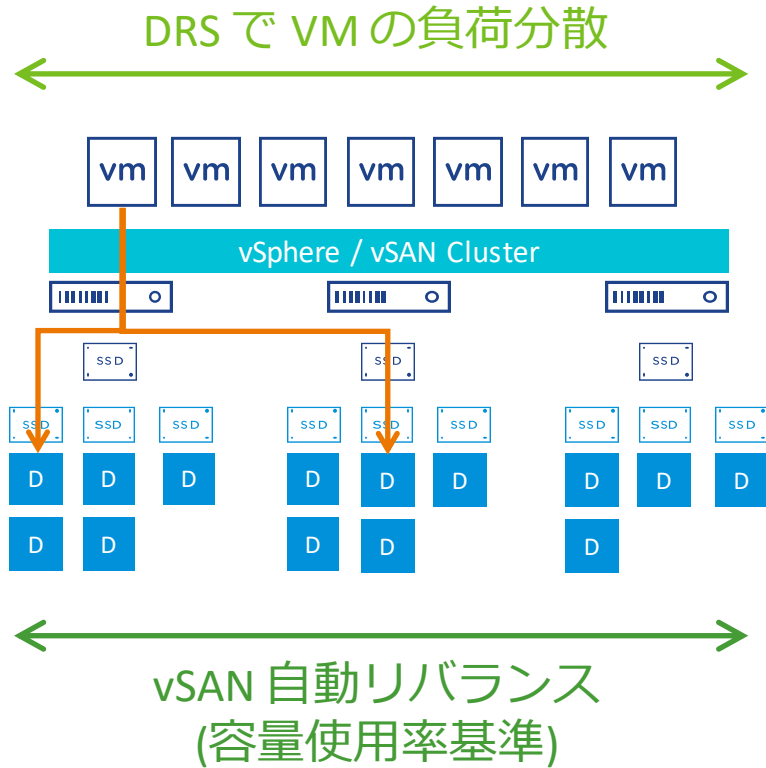 DRS で VM の負荷分散
vm vm vm vm vm vm vm
vSphere / vSAN Cluster
SSD SSD SSD
SSD SSD SSD SSD SSD SSD SSD SSD SSD
D D D D D D D D D
D D D D D
vSAN 自動リバランス
(容量使用率基準)